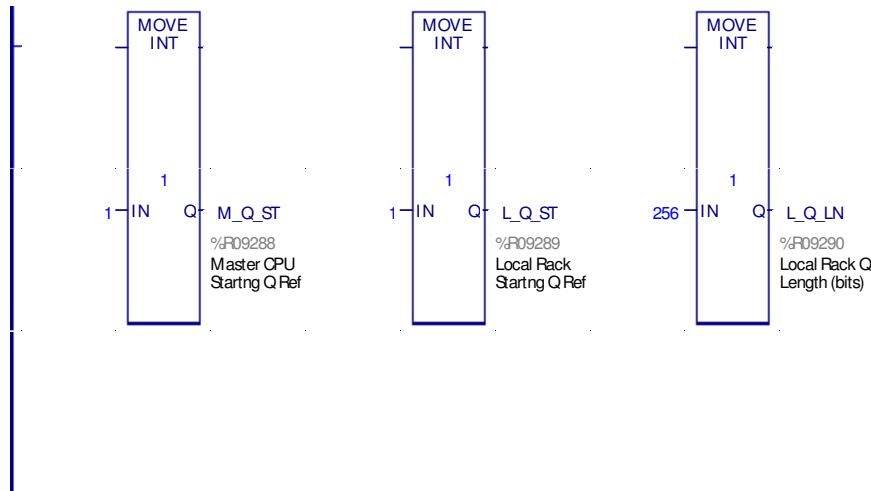 MOVE
INT
1
1 IN Q M_Q_ST
%R09288
Master CPU
Startng Q Ref
MOVE
INT
1
1 IN Q L_Q_ST
%R09289
Local Rack
Startng Q Ref
MOVE
INT
1
256 IN Q L_Q_LN
%R09290
Local Rack Q
Length (bits)